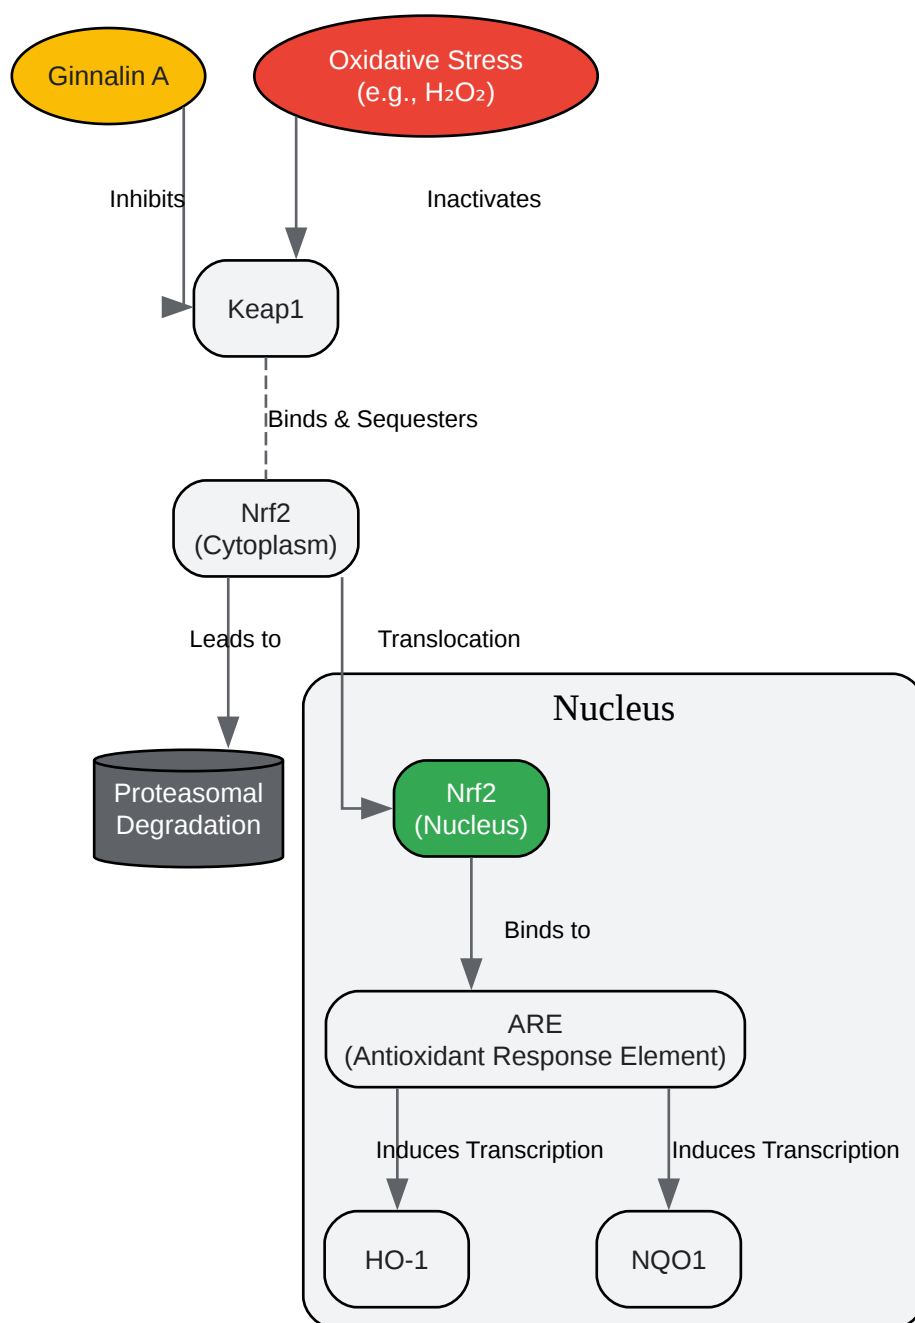 Ginnalin A
Oxidative Stress
(e.g., H₂O₂)
Inhibits
Inactivates
Keap1
Binds & Sequesters
Nrf2
(Cytoplasm)
Leads to
Translocation
Nucleus
Proteasomal
Degradation
Nrf2
(Nucleus)
Binds to
ARE
(Antioxidant Response Element)
Induces Transcription
Induces Transcription
HO-1
NQO1